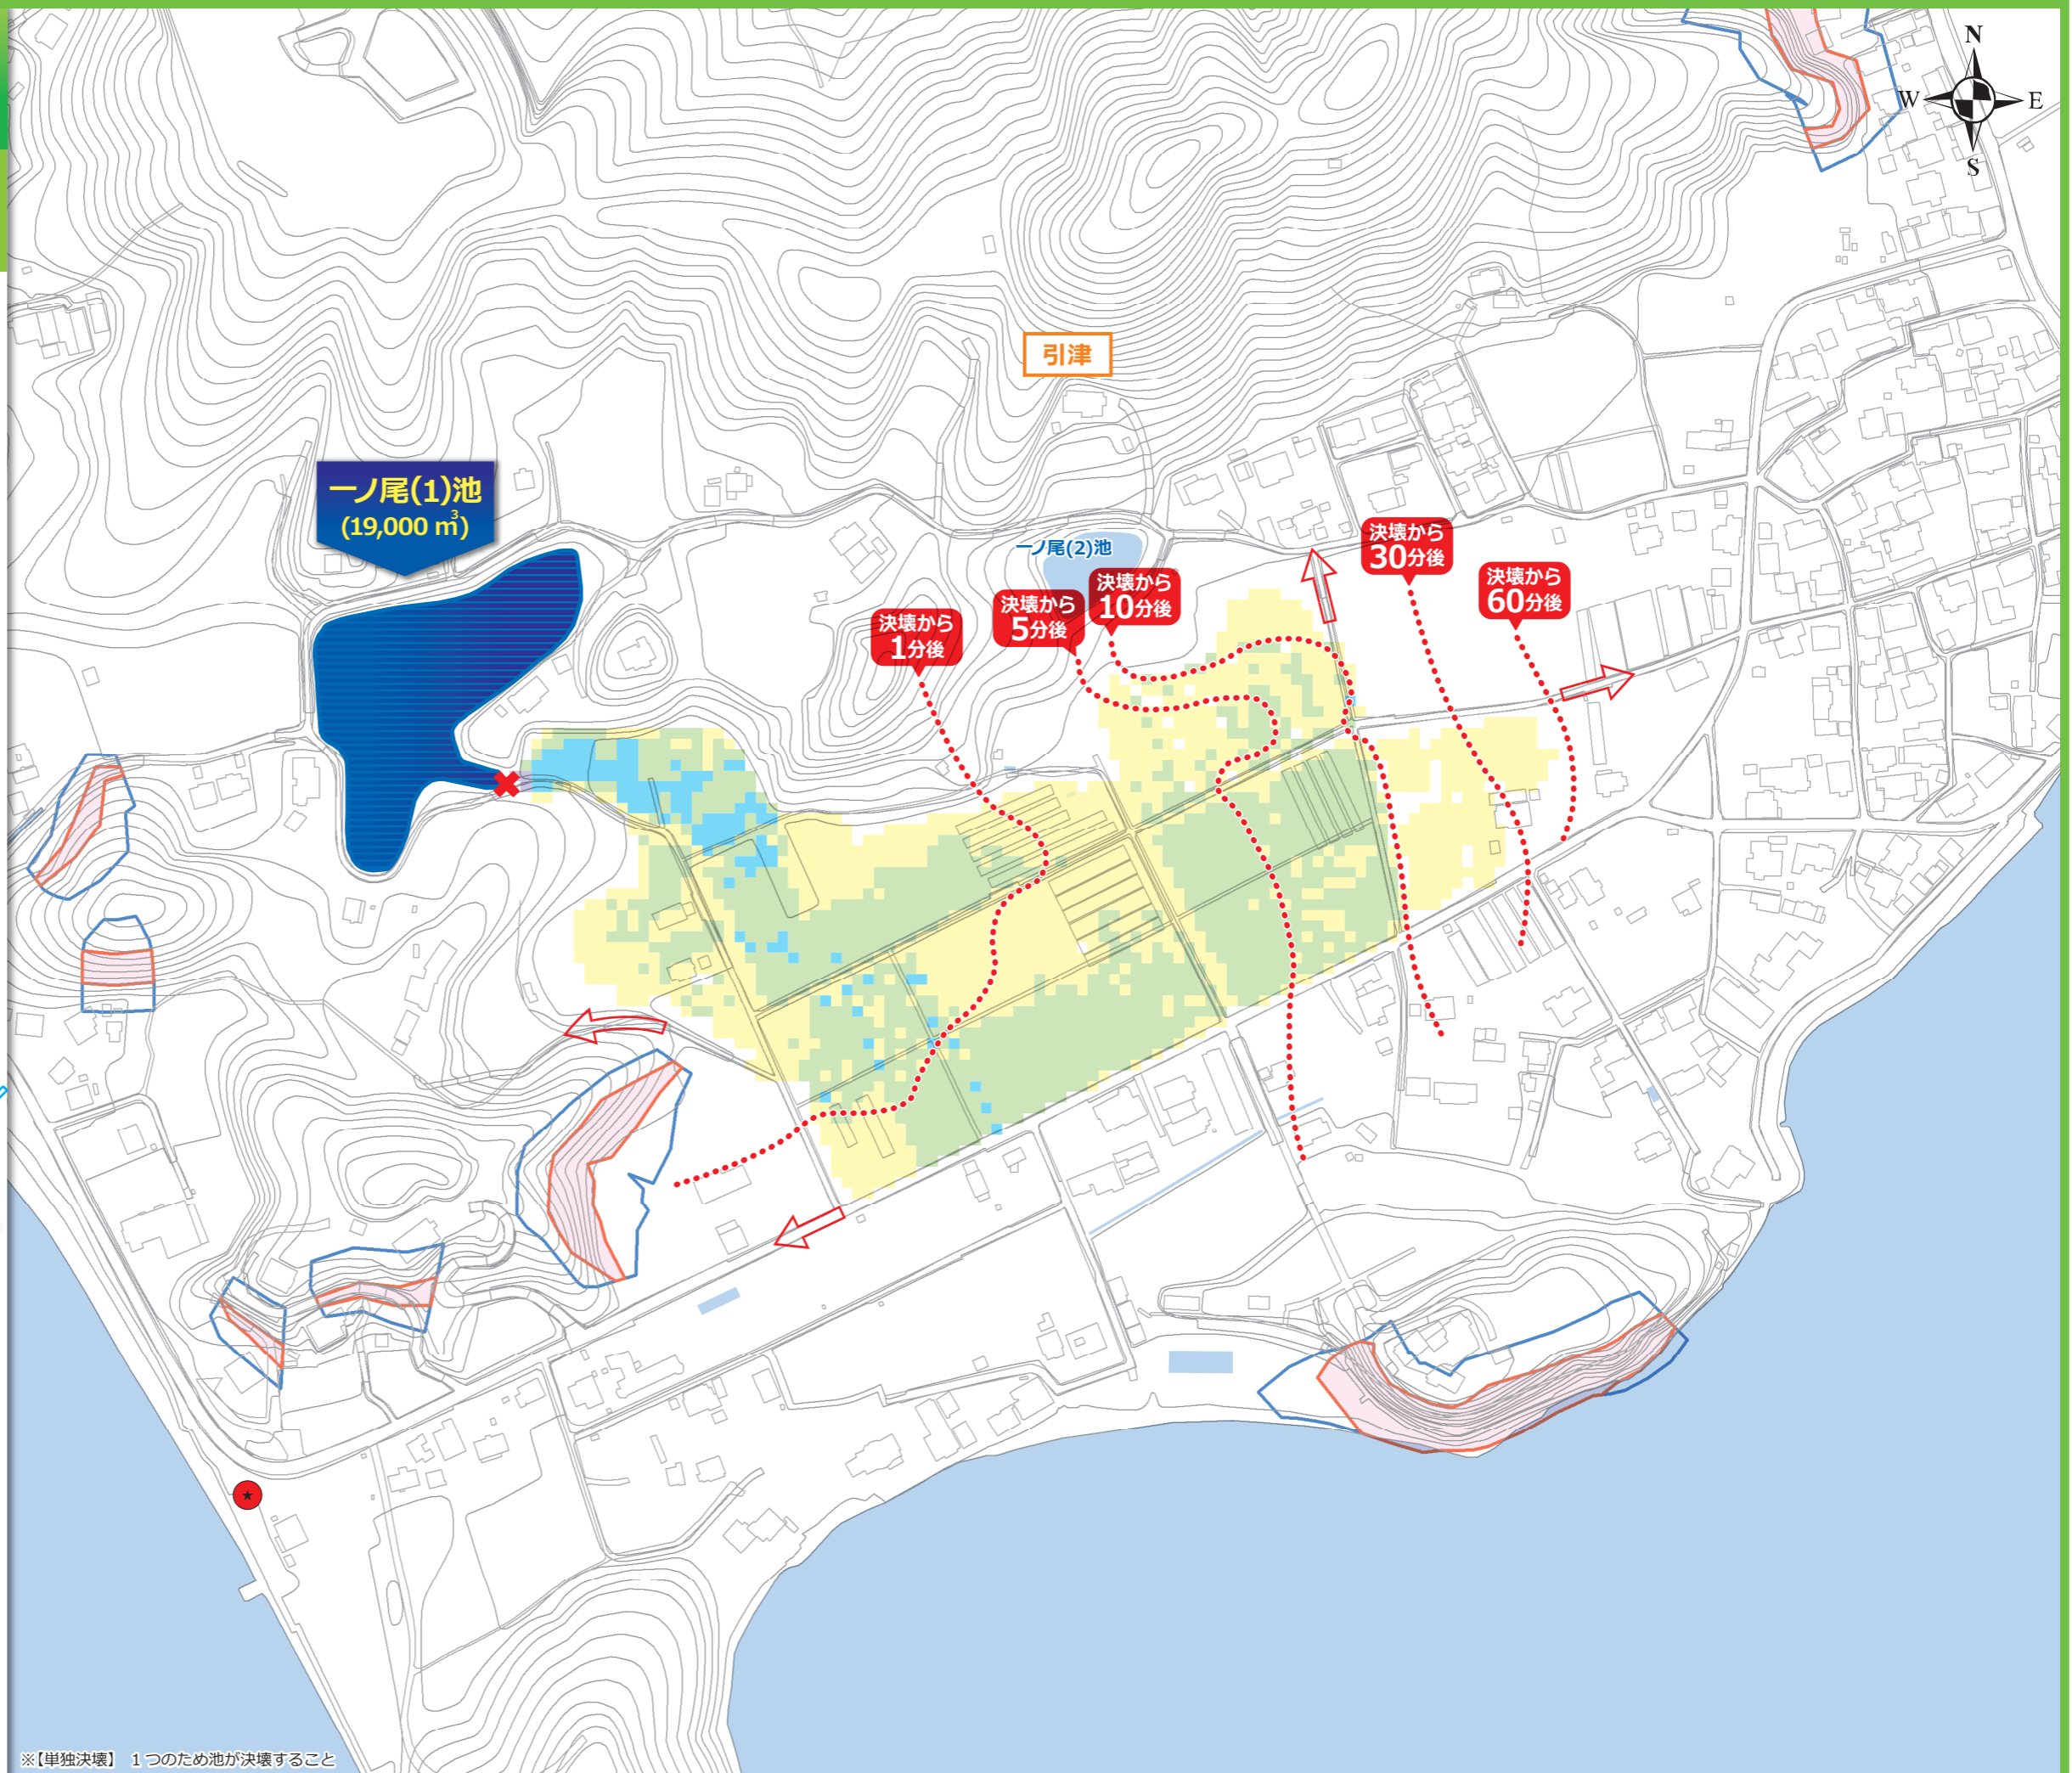 N
W
E
S
引津
一ノ尾(1)池
(19,000 ㎥)
一ノ尾(2)池
決壊から
1分後
決壊から
5分後
決壊から
10分後
決壊から
30分後
決壊から
60分後
※【単独決壊】 1つのため池が決壊すること